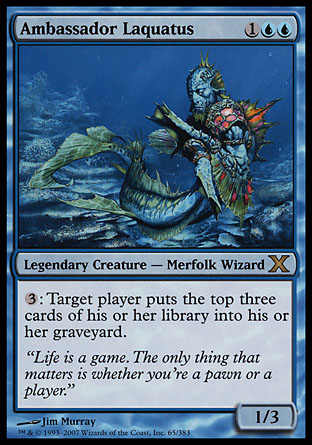 Ambassador Laquatus 1
Legendary Creature — Merfolk Wizard X
3: Target player puts the top three
cards of his or her library into his or
her graveyard.
“Life is a game. The only thing that
matters is whether you’re a pawn or a
player.”
Jim Murray
™ & © 1993–2007 Wizards of the Coast, Inc. 65/383
1/3